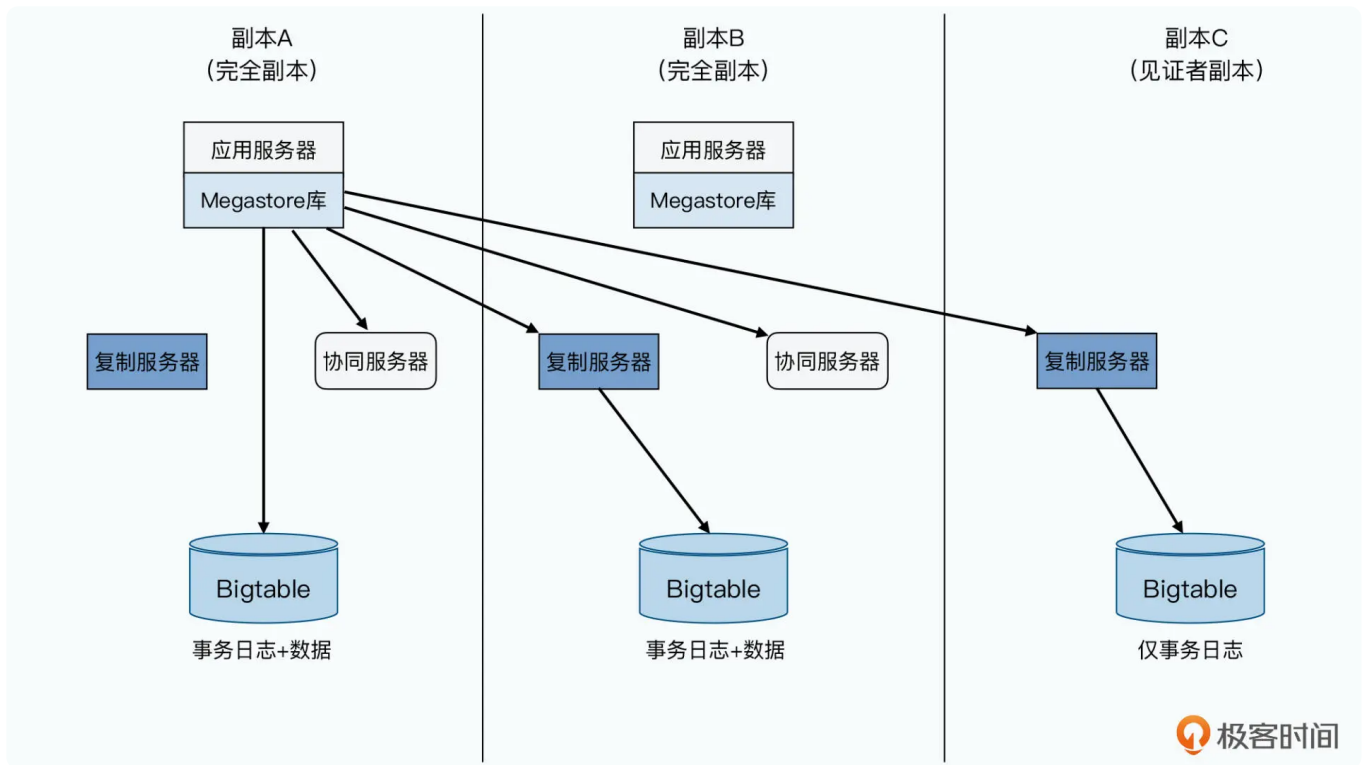 副本A
（完全副本）
副本B
（完全副本）
副本C
（见证者副本）
应用服务器
Megastore库
应用服务器
Megastore库
复制服务器
协同服务器
复制服务器
协同服务器
复制服务器
Bigtable
Bigtable
Bigtable
事务日志+数据
事务日志+数据
仅事务日志
极客时间